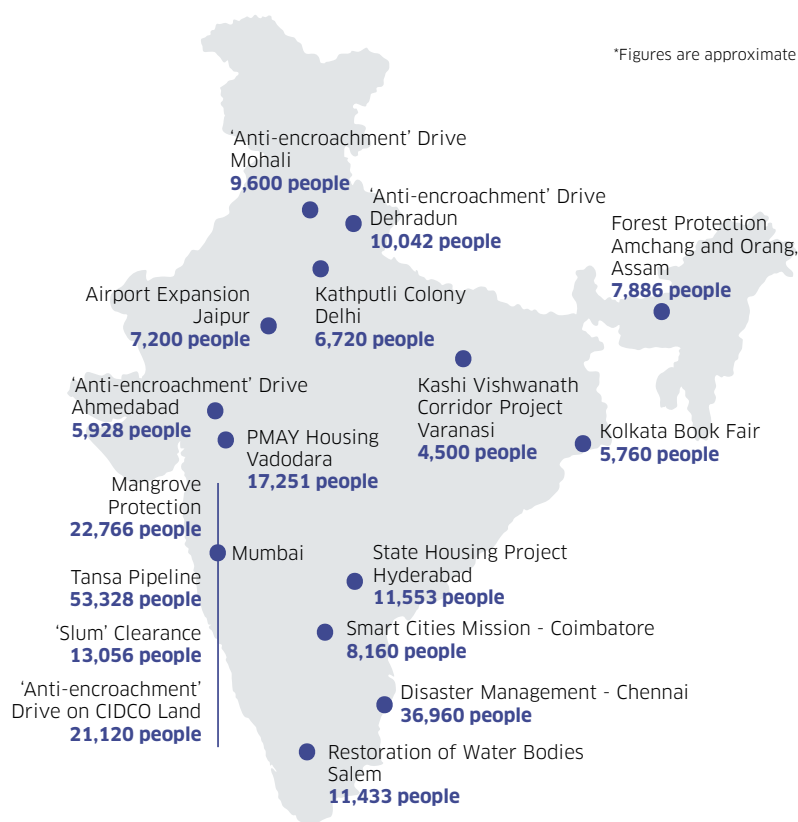 *Figures are approximate
‘Anti-encroachment’ Drive
Mohali
9,600 people
‘Anti-encroachment’ Drive
Dehradun
10,042 people
Forest Protection
Amchang and Orang,
Assam
7,886 people
Airport Expansion
Jaipur
7,200 people
Kathputli Colony
Delhi
6,720 people
‘Anti-encroachment’ Drive
Ahmedabad
5,928 people
Kashi Vishwanath
Corridor Project
Varanasi
4,500 people
Kolkata Book Fair
5,760 people
PMAY Housing
Vadodara
17,251 people
Mangrove
Protection
22,766 people
Mumbai
Tansa Pipeline
53,328 people
‘Slum’ Clearance
13,056 people
‘Anti-encroachment’
Drive on CIDCO Land
21,120 people
State Housing Project
Hyderabad
11,553 people
Smart Cities Mission - Coimbatore
8,160 people
Disaster Management - Chennai
36,960 people
Restoration of Water Bodies
Salem
11,433 people